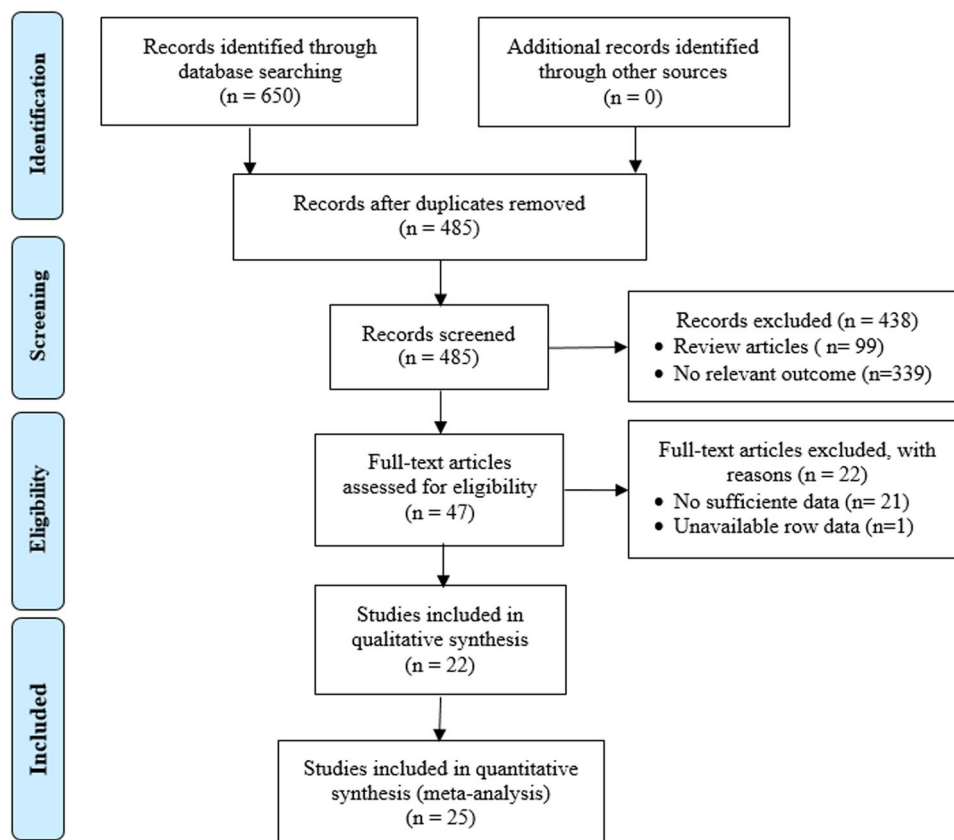 Identification
Records identified through
database searching
(n = 650)
Additional records identified
through other sources
(n = 0)
Records after duplicates removed
(n = 485)
Screening
Records screened
(n = 485)
Records excluded (n = 438)
• Review articles ( n= 99)
• No relevant outcome (n=339)
Eligibility
Full-text articles
assessed for eligibility
(n = 47)
Full-text articles excluded, with
reasons (n = 22)
• No sufficiente data (n= 21)
• Unavailable row data (n=1)
Included
Studies included in
qualitative synthesis
(n = 22)
Studies included in quantitative
synthesis (meta-analysis)
(n = 25)